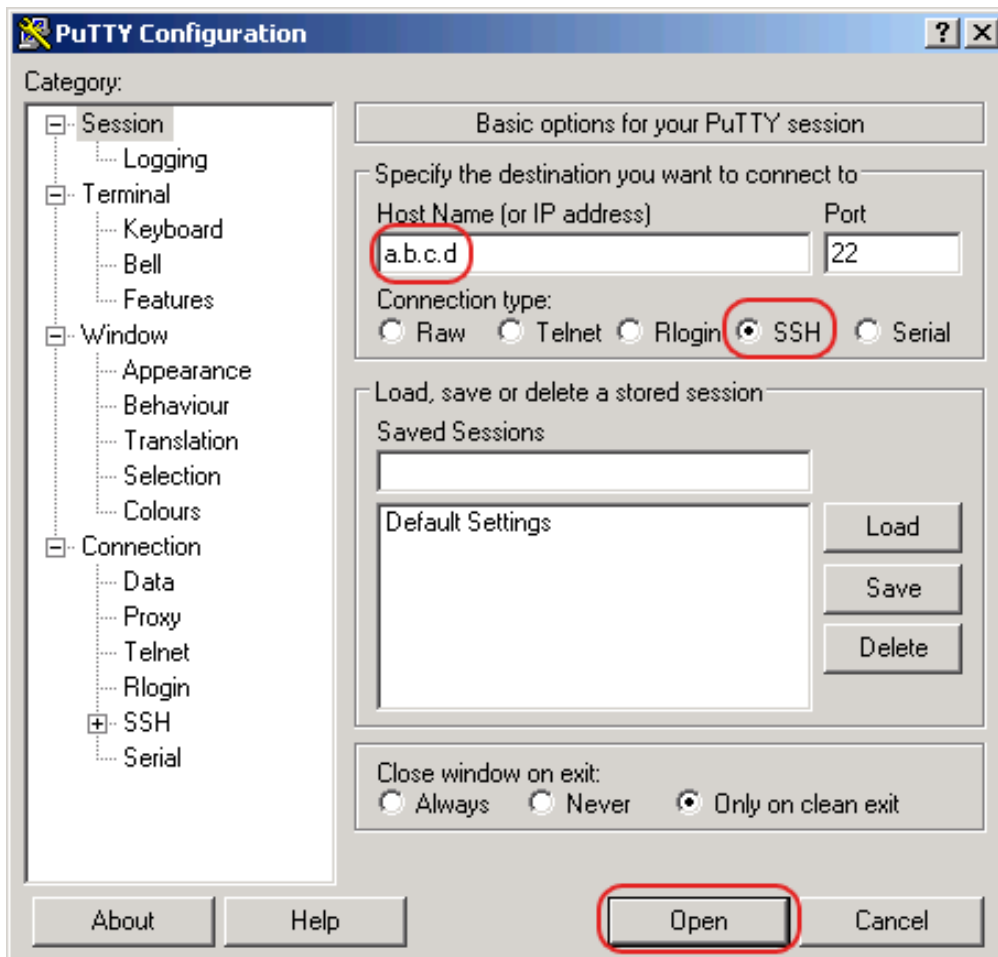 PuTTY Configuration
Category:
Session
Logging
Terminal
Keyboard
Bell
Features
Window
Appearance
Behaviour
Translation
Selection
Colours
Connection
Data
Proxy
Telnet
Rlogin
SSH
Serial
Basic options for your PuTTY session
Specify the destination you want to connect to
Host Name (or IP address) Port
a.b.c.d 22
Connection type:
Raw Telnet Rlogin SSH Serial
Load, save or delete a stored session
Saved Sessions
Default Settings
Load
Save
Delete
Close window on exit:
Always Never Only on clean exit
About Help Open Cancel